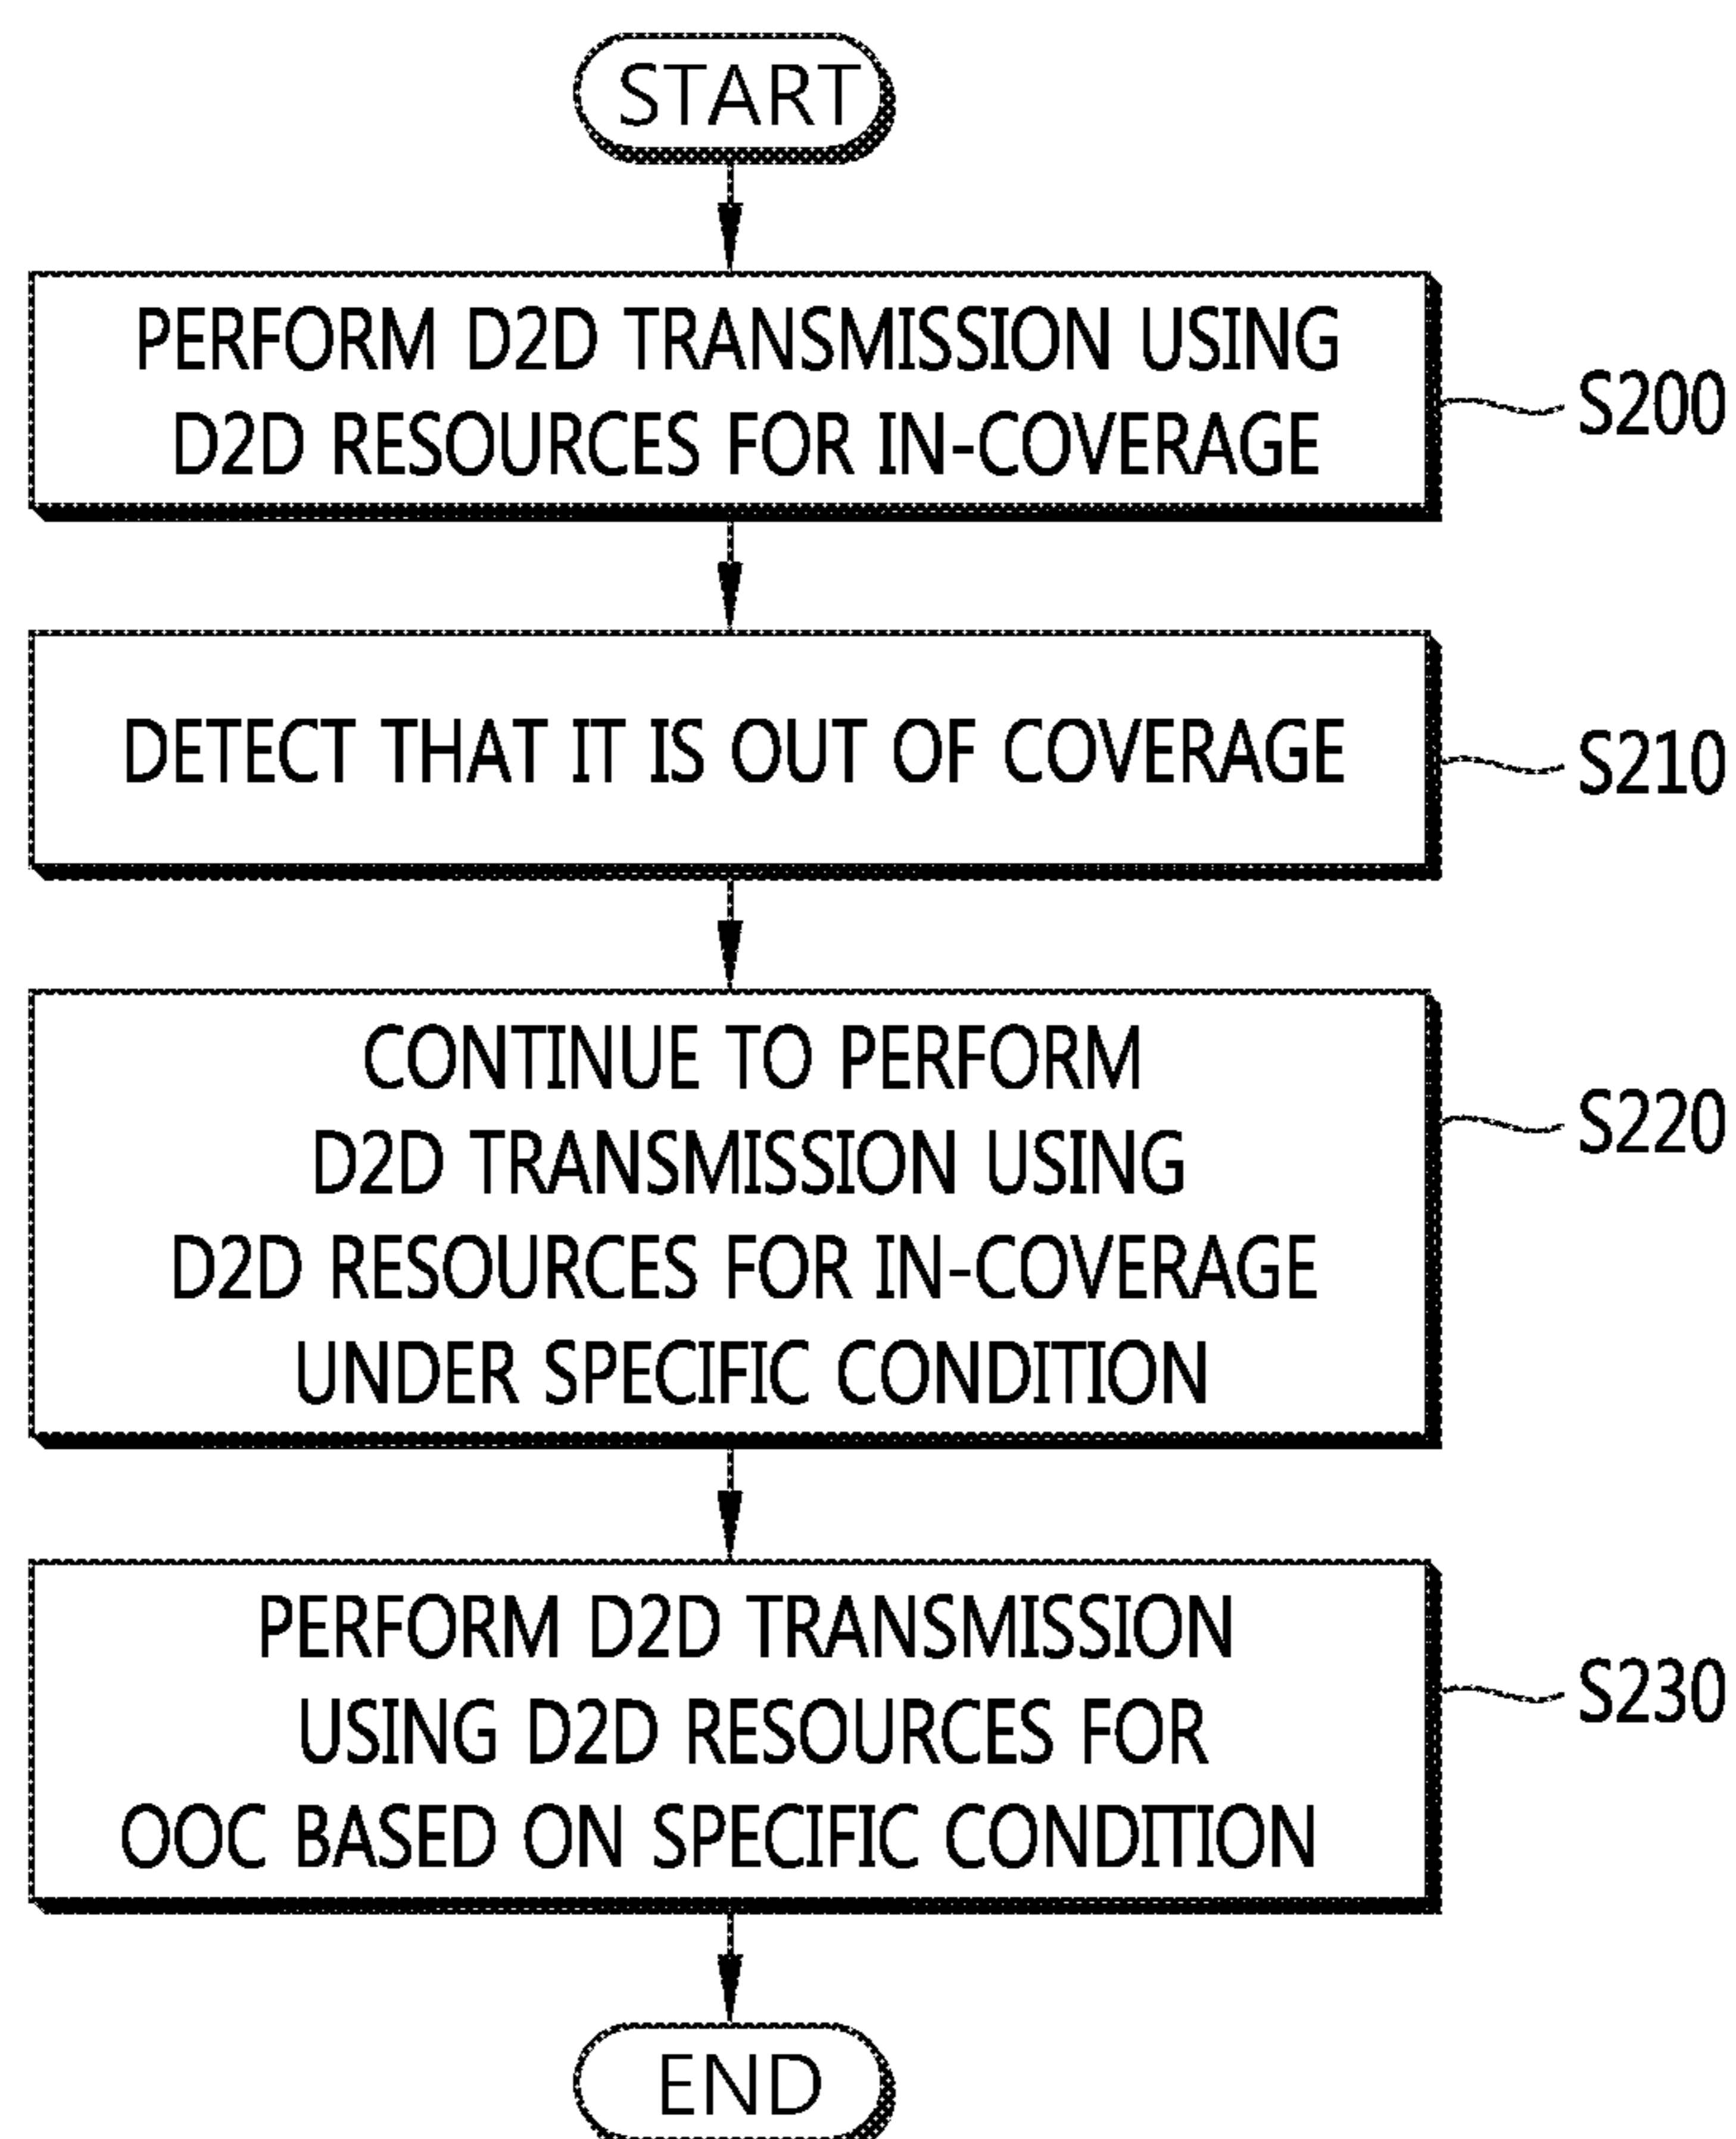 START
PERFORM D2D TRANSMISSION USING
D2D RESOURCES FOR IN-COVERAGE
S200
DETECT THAT IT IS OUT OF COVERAGE
S210
CONTINUE TO PERFORM
D2D TRANSMISSION USING
D2D RESOURCES FOR IN-COVERAGE
UNDER SPECIFIC CONDITION
S220
PERFORM D2D TRANSMISSION
USING D2D RESOURCES FOR
OOC BASED ON SPECIFIC CONDITION
S230
END